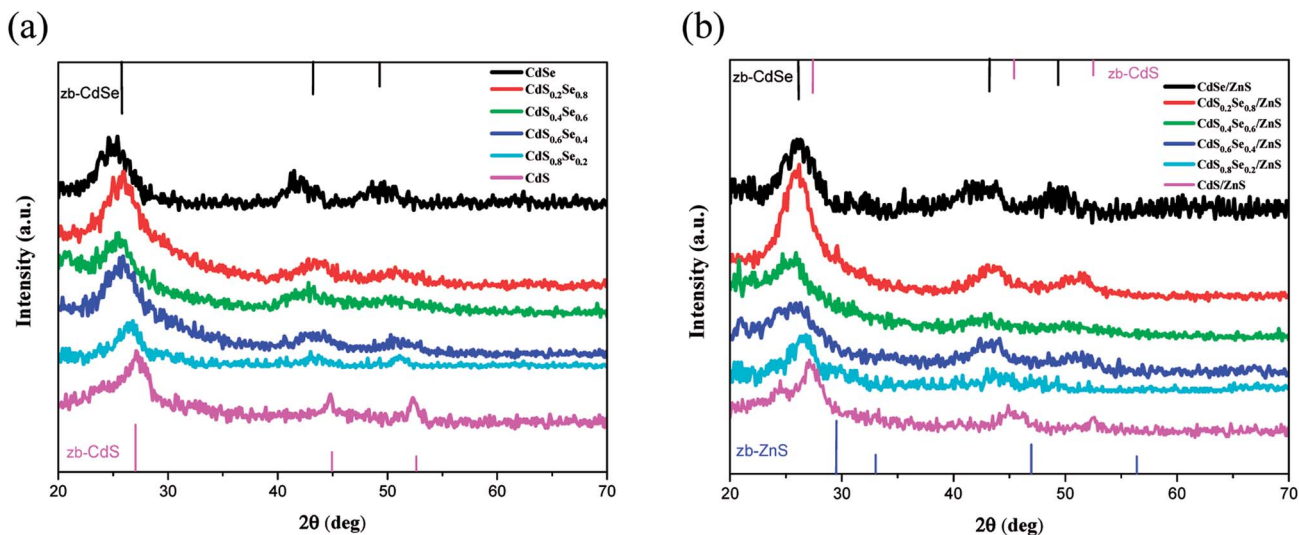 (a)
zb-CdSe
CdSe
CdS0.2Se0.8
CdS0.4Se0.6
CdS0.6Se0.4
CdS0.8Se0.2
CdS
Intensity (a.u.)
zb-CdS
20 30 40 50 60 70
2θ (deg)
(b)
zb-CdSe
zb-CdS
CdSe/ZnS
CdS0.2Se0.8/ZnS
CdS0.4Se0.6/ZnS
CdS0.6Se0.4/ZnS
CdS0.8Se0.2/ZnS
CdS/ZnS
Intensity (a.u.)
zb-ZnS
20 30 40 50 60 70
2θ (deg)